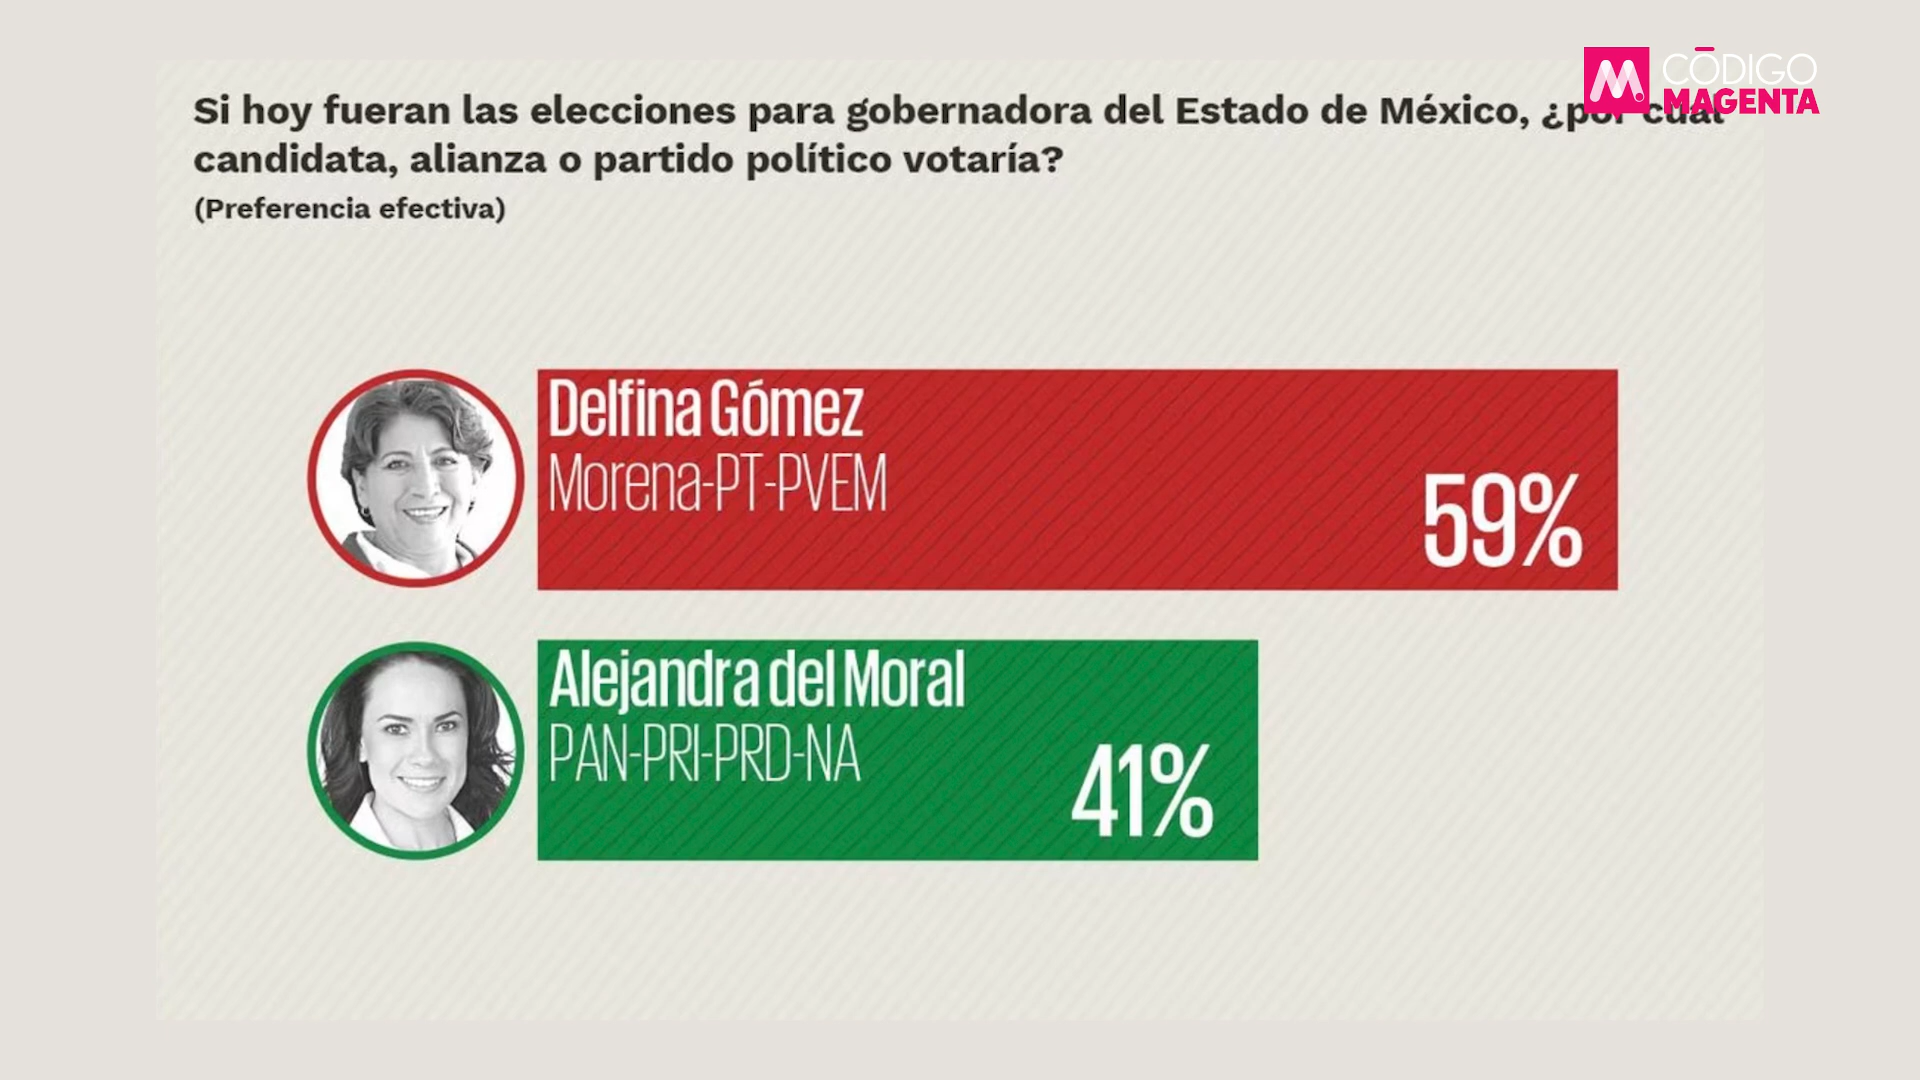 CÓDIGO
MAGENTA
Si hoy fueran las elecciones para gobernadora del Estado de México, ¿por cuál
candidata, alianza o partido político votaría?
(Preferencia efectiva)
Delfina Gómez
Morena-PT-PVEM
59%
Alejandra del Moral
PAN-PRI-PRD-NA
41%